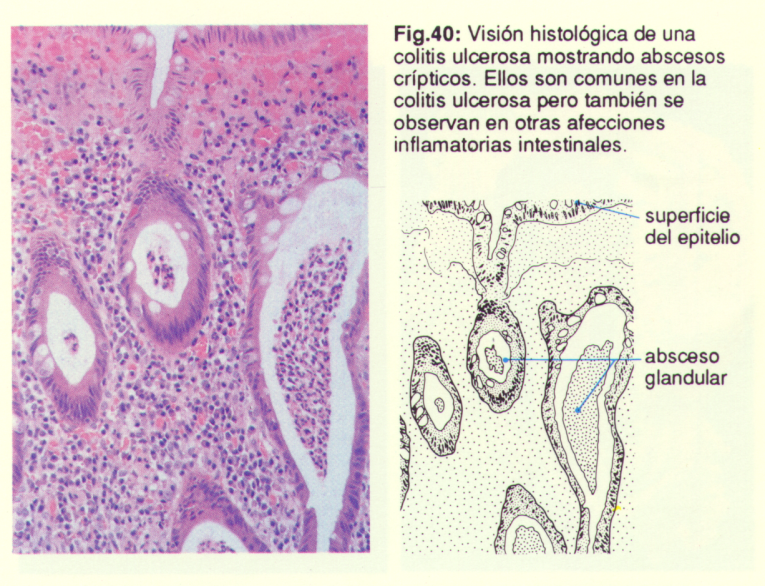 Fig.40: Visión histológica de una
colitis ulcerosa mostrando abscesos
crípticos. Ellos son comunes en la
colitis ulcerosa pero también se
observan en otras afecciones
inflamatorias intestinales.
superficie
del epitelio
absceso
glandular